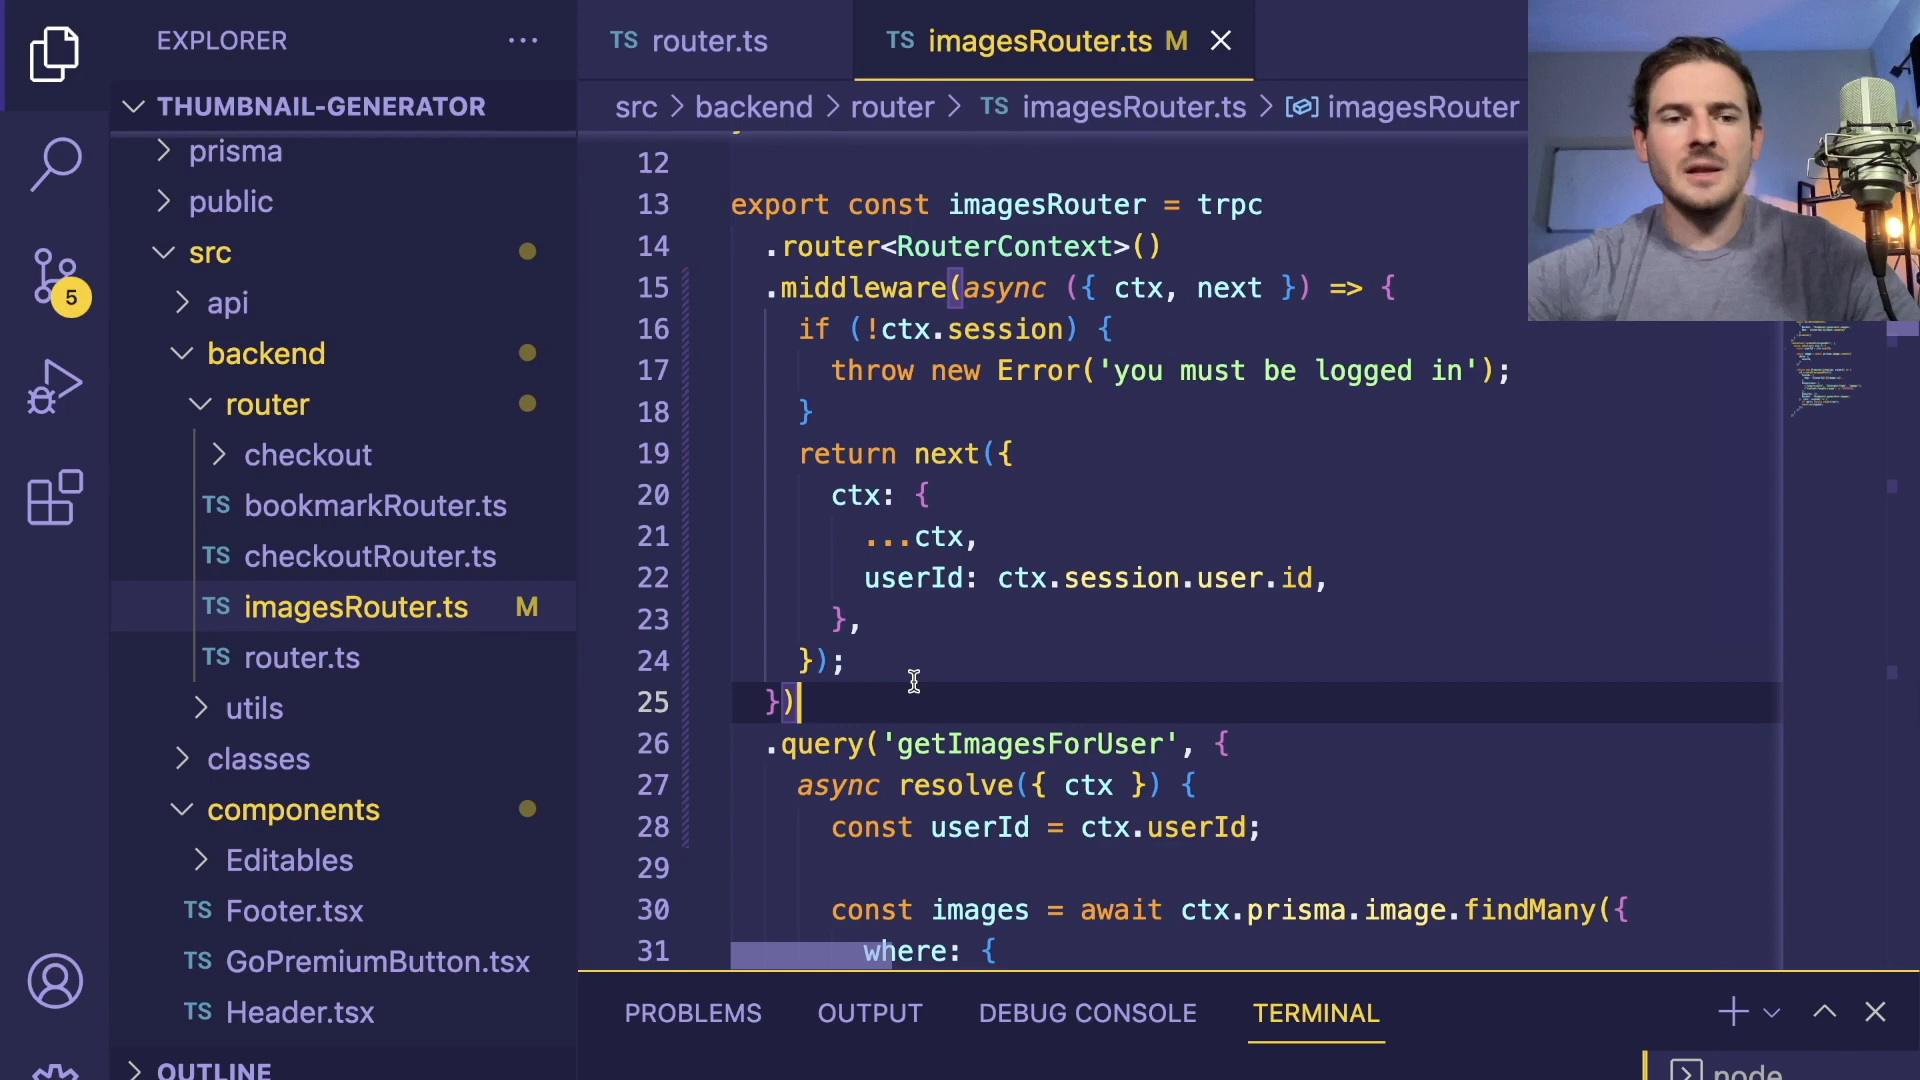 EXPLORER
THUMBNAIL-GENERATOR
prisma
public
src
api
backend
router
checkout
TS bookmarkRouter.ts
TS checkoutRouter.ts
TS imagesRouter.ts M
TS router.ts
utils
classes
components
Editables
TS Footer.tsx
TS GoPremiumButton.tsx
TS Header.tsx
OUTLINE
5
TS router.ts
TS imagesRouter.ts M
src > backend > router > TS imagesRouter.ts > imagesRouter
12
13 export const imagesRouter = trpc
14 .router<RouterContext>()
15 .middleware(async ({ ctx, next }) => {
16 if (!ctx.session) {
17 throw new Error('you must be logged in');
18 }
19 return next({
20 ctx: {
21 ...ctx,
22 userId: ctx.session.user.id,
23 },
24 });
25 })
26 .query('getImagesForUser', {
27 async resolve({ ctx }) {
28 const userId = ctx.userId;
29
30 const images = await ctx.prisma.image.findMany({
31 where: {
PROBLEMS OUTPUT DEBUG CONSOLE TERMINAL
node